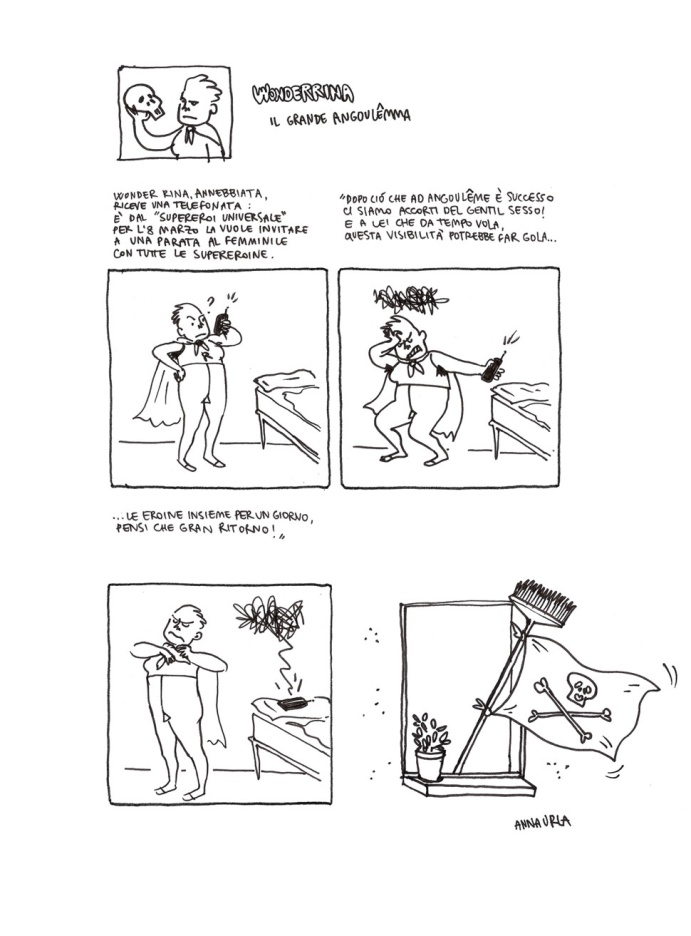 WONDERRINA
IL GRANDE ANGOULÊMMA
WONDER RINA, ANNEBBIATA,
RICEVE UNA TELEFONATA :
E' DAL "SUPEREROI UNIVERSALE"
PER L'8 MARZO LA VUOLE INVITARE
A UNA PARATA AL FEMMINILE
CON TUTTE LE SUPEREROINE.
"DOPO CIÓ CHE AD ANGOULÊME È SUCCESSO
CI SIAMO ACCORTI DEL GENTIL SESSO!
E A LEI CHE DA TEMPO VOLA,
QUESTA VISIBILITÀ POTREBBE FAR GOLA...
?
...LE EROINE INSIEME PER UN GIORNO,
PENSI CHE GRAN RITORNO!"
ANNAURLA